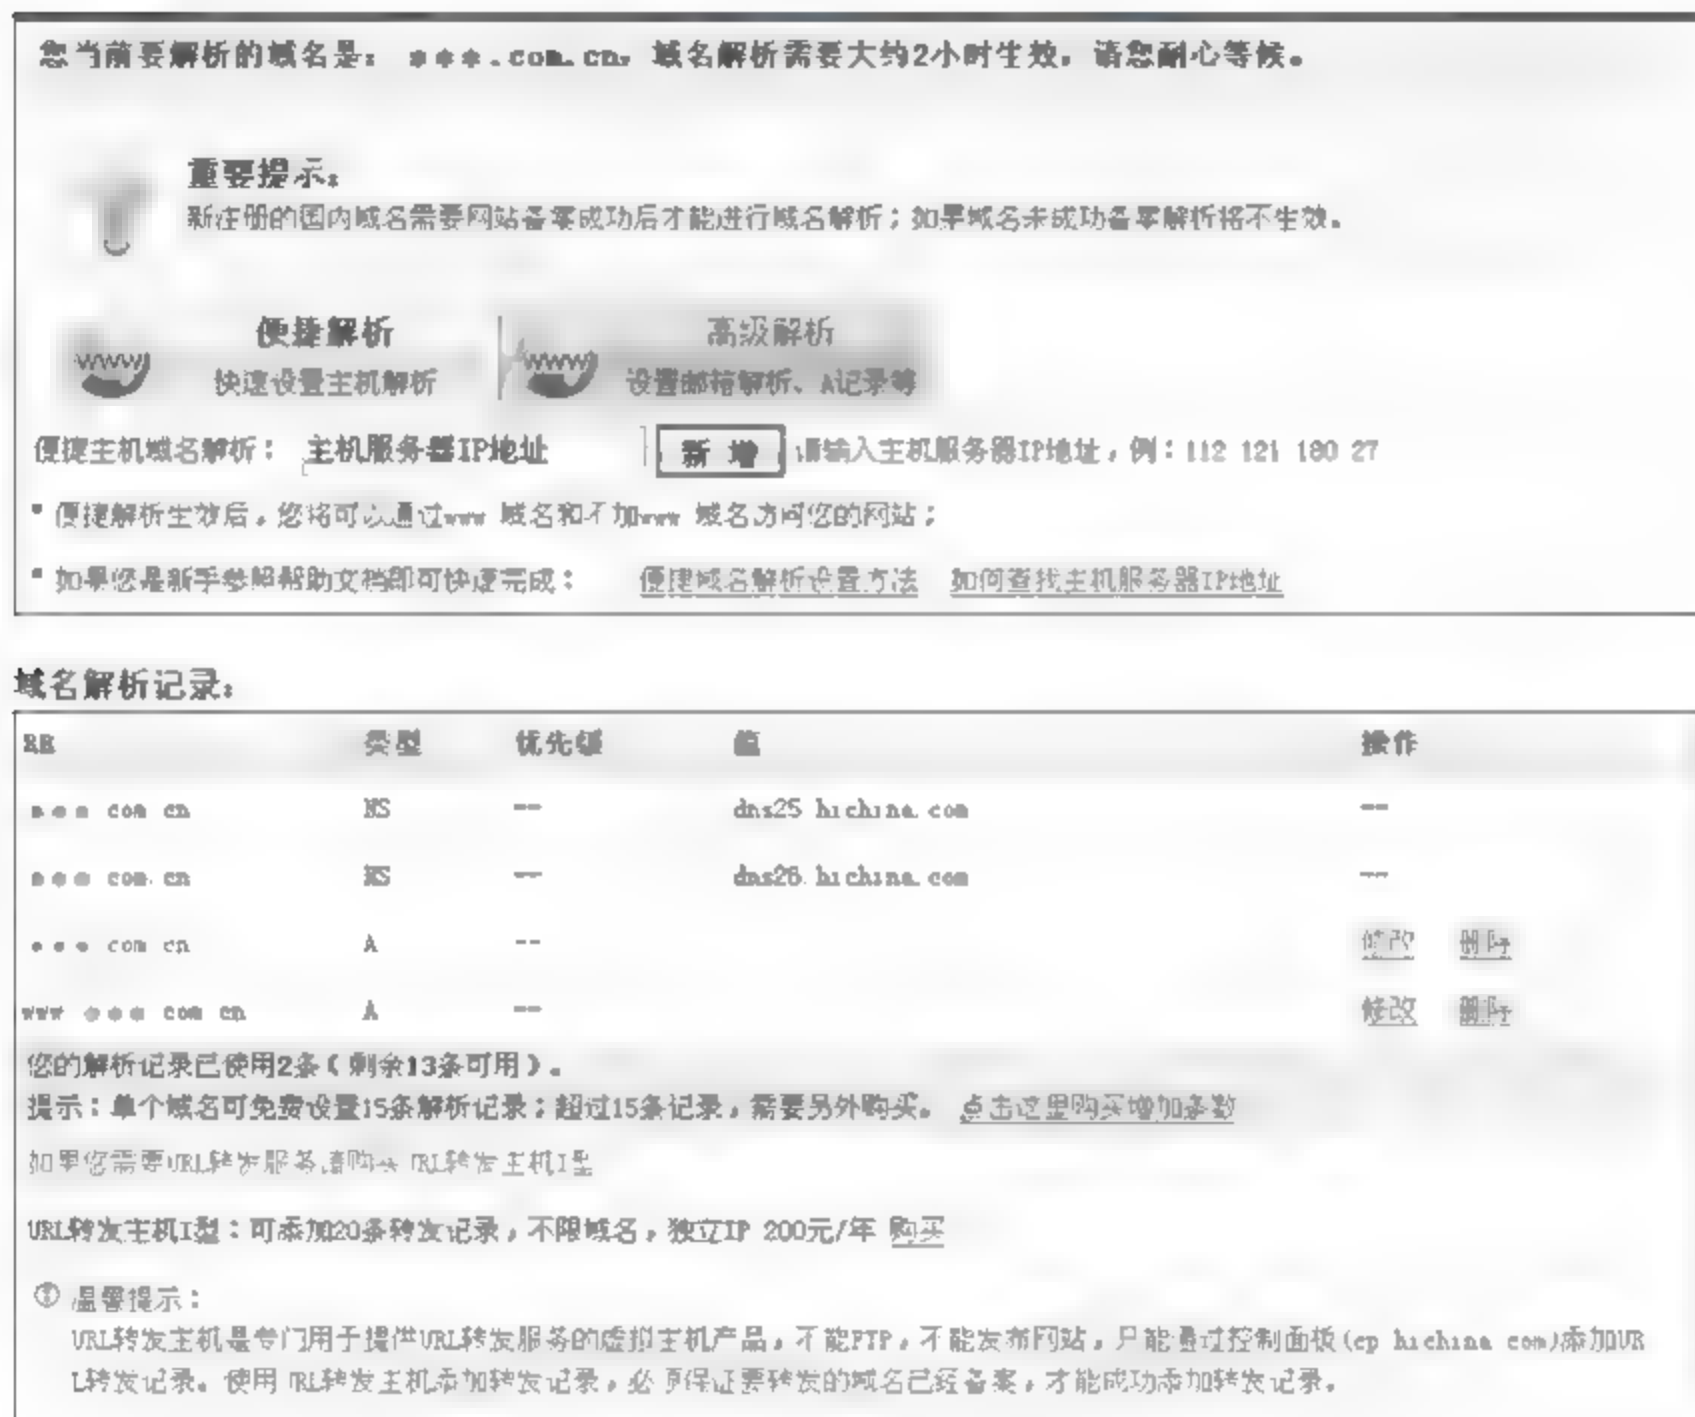 您当前要解析的域名是： ***.com.cn，域名解析需要大约2小时生效，请您耐心等候。
重要提示：
新注册的国内域名需要网站备案成功后才能进行域名解析；如果域名未成功备案解析将不生效。
便捷解析
快速设置主机解析
高级解析
设置邮箱解析、A记录等
便捷主机域名解析： 主机服务器IP地址 新 增 请输入主机服务器IP地址，例：112 121 180 27
便捷解析生效后，您将可以通过www 域名和不加www 域名访问您的网站；
如果您是新手参照帮助文档即可快速完成： 便捷域名解析设置方法 如何查找主机服务器IP地址
域名解析记录：
RR 类型 优先级 值 操作
*** com cn NS -- dns25 hichina.com --
*** com.cn NS -- dns26.hichina.com --
*** com cn A -- 修改 删除
www *** com cn A -- 修改 删除
您的解析记录已使用2条（剩余13条可用）。
提示：单个域名可免费设置15条解析记录；超过15条记录，需要另外购买。 点击这里购买增加条数
如果您需要URL转发服务请购买 URL转发主机I型
URL转发主机I型：可添加20条转发记录，不限域名，独立IP 200元/年 购买
温馨提示：
URL转发主机是专门用于提供URL转发服务的虚拟主机产品，不能FTP，不能发布网站，只能通过控制面板(cp hichina com)添加UR
L转发记录。使用 URL转发主机添加转发记录，必须保证要转发的域名已经备案，才能成功添加转发记录。